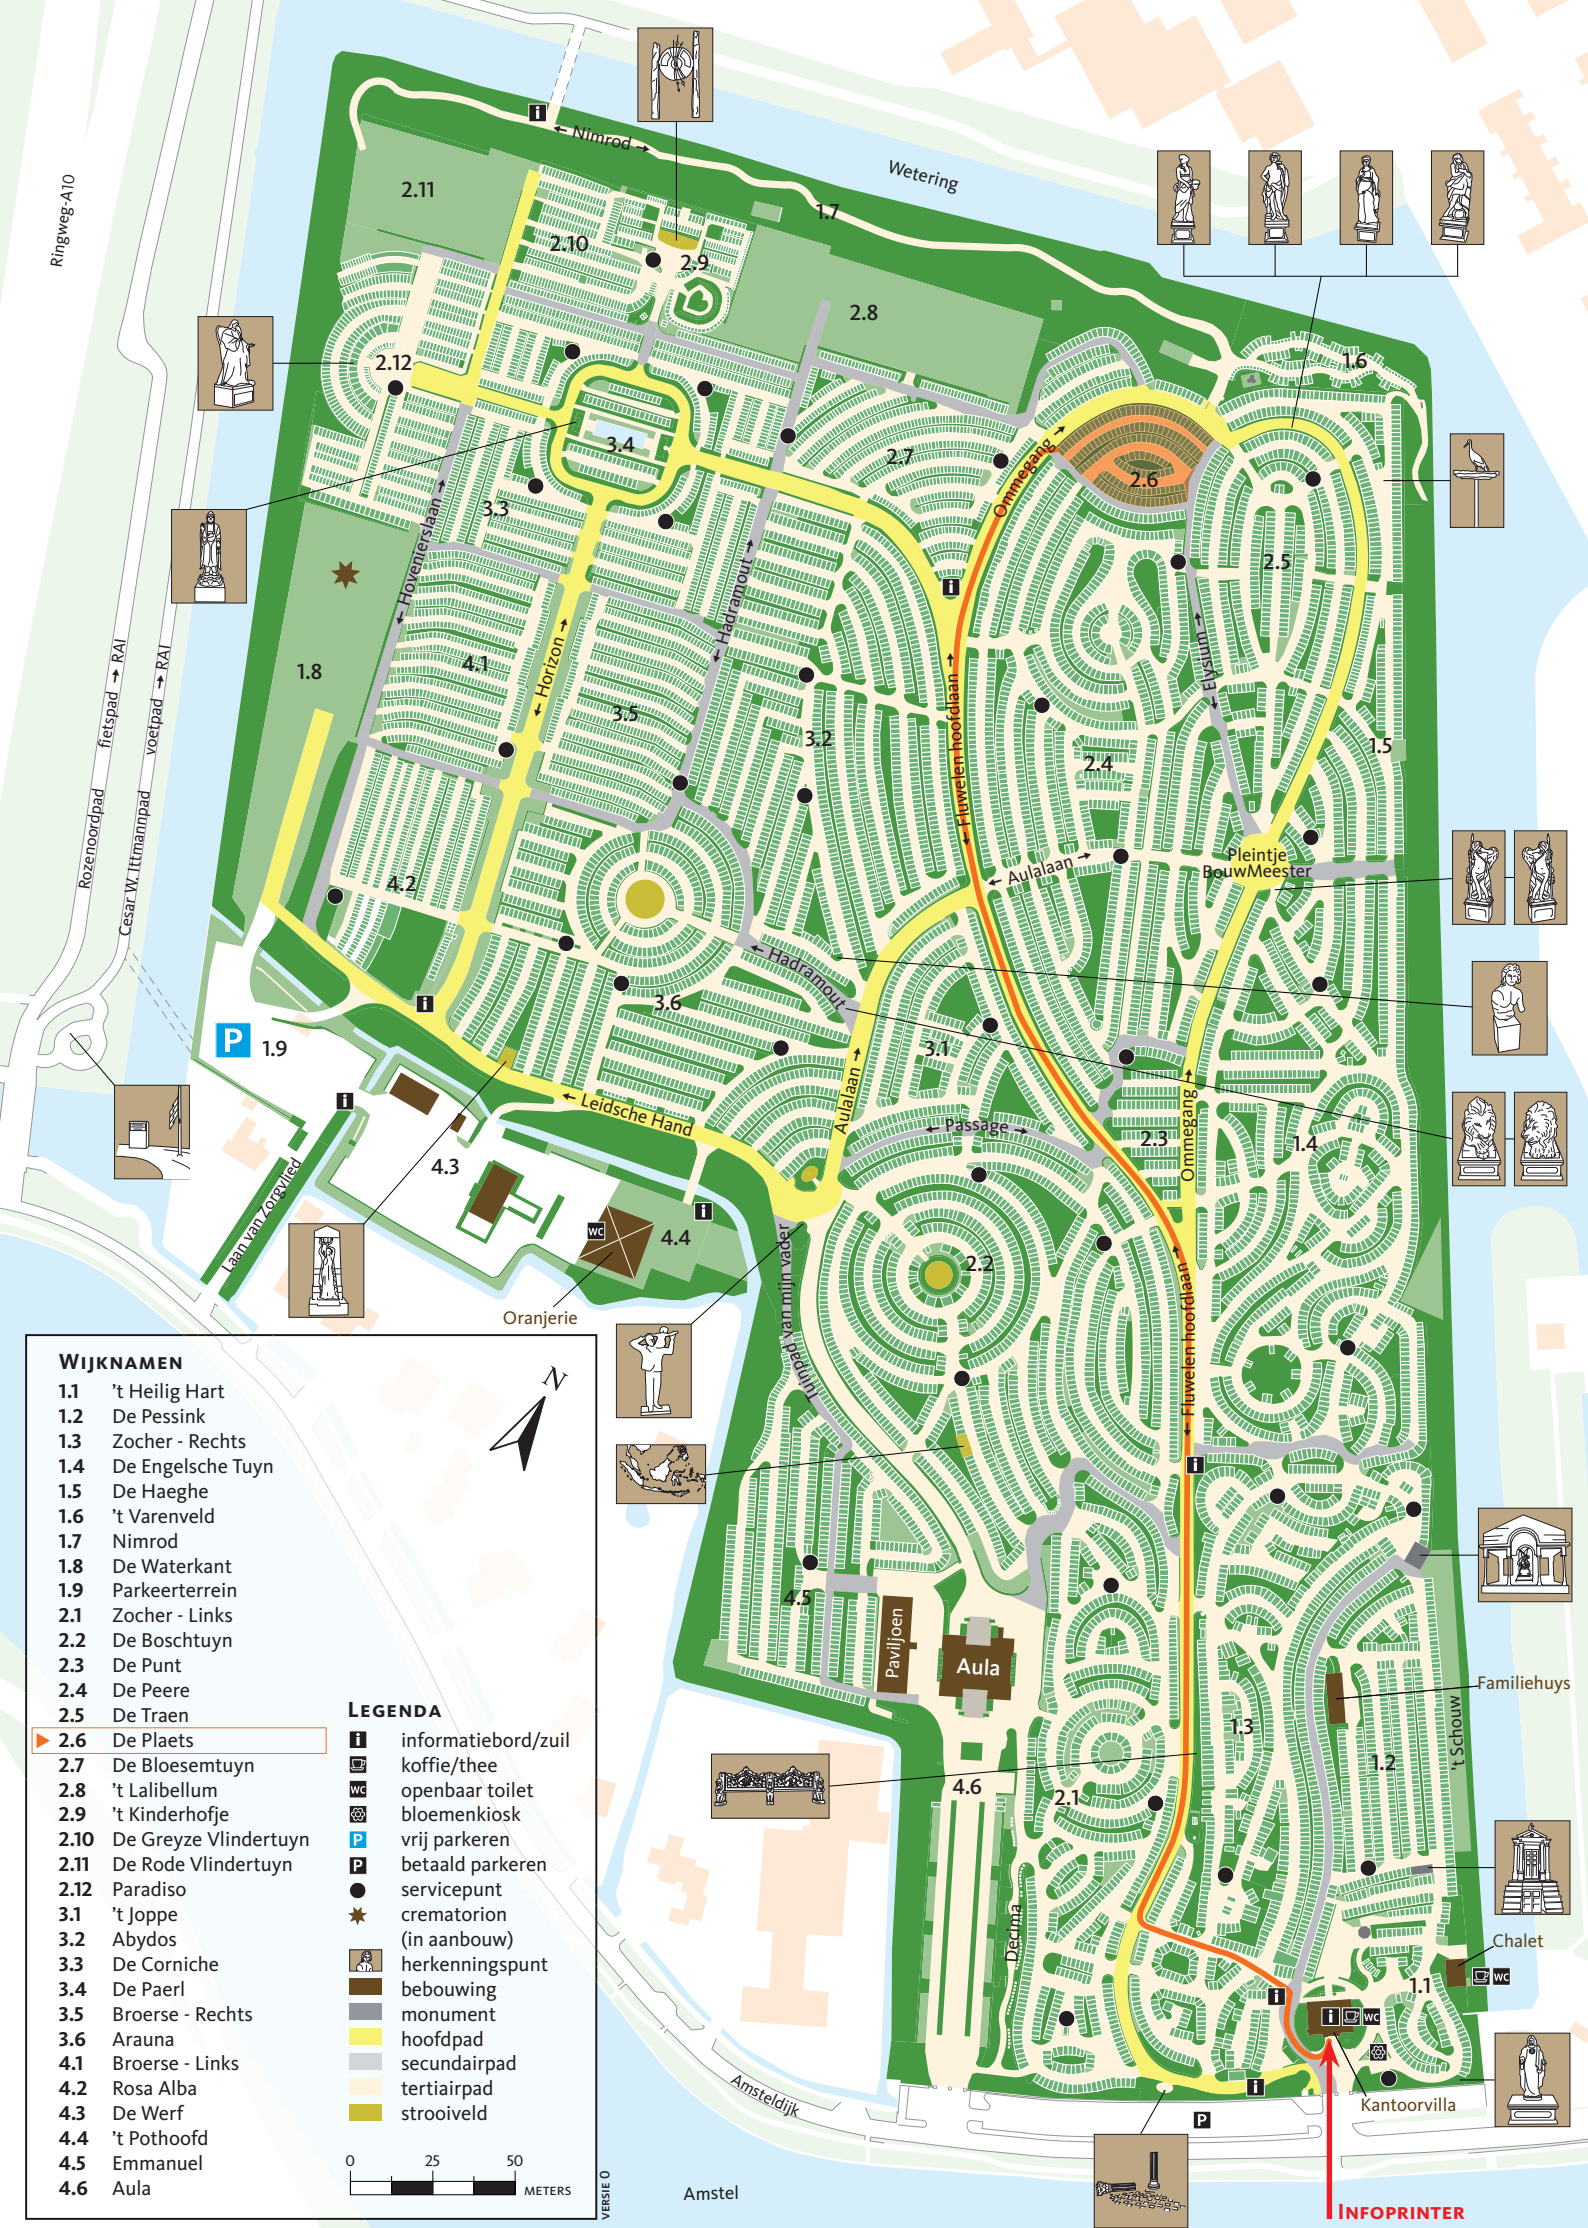 Ringweg-A10
Nimrod
Wetering
2.11
1.7
2.10
2.9
2.8
2.12
1.6
3.4
2.7
Ommegang
2.6
3.3
2.5
Hovenierslaan
Hadramout
Horizon
1.8
4.1
Elysium
3.5
Fluwelen hoofdlaan
3.2
1.5
2.4
fietspad → RAI
voetpad → RAI
Rozenoordpad
Cesar W. Ittmannpad
Pleintje
BouwMeester
Aulalaan
4.2
Hadramout
3.6
P 1.9
i
3.1
Aulalaan
Leidsche Hand
Passage
2.3
Ommegang
1.4
4.3
Laan van Zorgvlied
WC
4.4
Oranjerie
Tuinpad van mijn vader
2.2
Fluwelen hoofdlaan
4.5
Paviljoen
Aula
Familiehuys
't Schouw
1.3
1.2
4.6
2.1
Decima
Chalet
WC
1.1
i WC
Kantoorvilla
P
Amsteldijk
Amstel
Infoprinter
N
Wijknamen
1.1 't Heilig Hart
1.2 De Pessink
1.3 Zocher - Rechts
1.4 De Engelsche Tuyn
1.5 De Haeghe
1.6 't Varenveld
1.7 Nimrod
1.8 De Waterkant
1.9 Parkeerterrein
2.1 Zocher - Links
2.2 De Boschtuyn
2.3 De Punt
2.4 De Peere
2.5 De Traen
2.6 De Plaets
2.7 De Bloesemtuyn
2.8 't Lalibellum
2.9 't Kinderhofje
2.10 De Greyze Vlindertuyn
2.11 De Rode Vlindertuyn
2.12 Paradiso
3.1 't Joppe
3.2 Abydos
3.3 De Corniche
3.4 De Paerl
3.5 Broerse - Rechts
3.6 Arauna
4.1 Broerse - Links
4.2 Rosa Alba
4.3 De Werf
4.4 't Pothoofd
4.5 Emmanuel
4.6 Aula
Legenda
i informatiebord/zuil
koffie/thee
WC openbaar toilet
bloemenkiosk
P vrij parkeren
P betaald parkeren
servicepunt
crematorion
(in aanbouw)
herkenningspunt
bebouwing
monument
hoofdpad
secundairpad
tertiairpad
strooiveld
0 25 50
METERS
VERSIE O